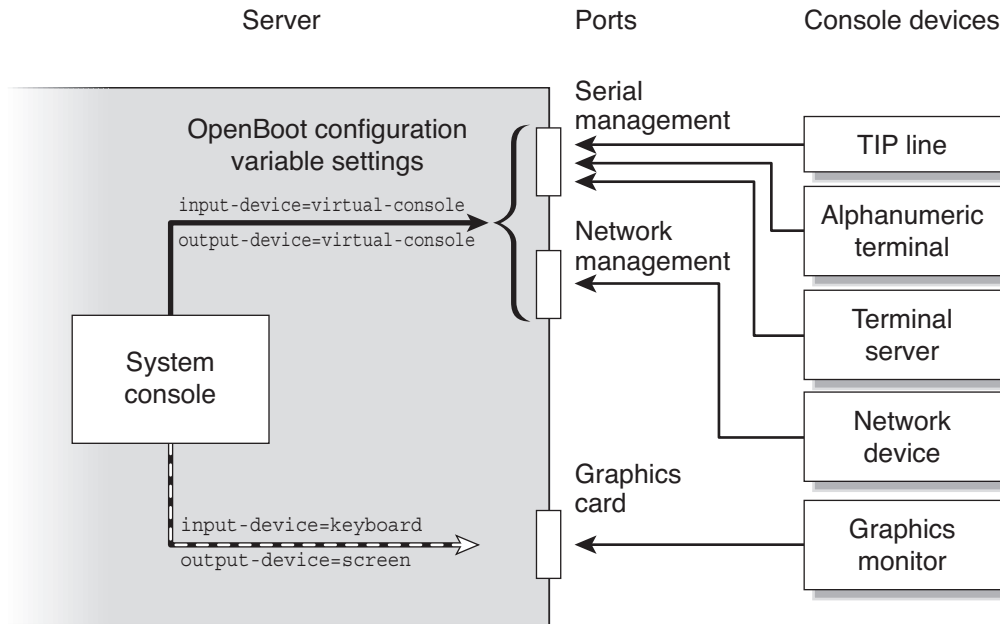 Server
Ports
Console devices
OpenBoot configuration
variable settings
input-device=virtual-console
output-device=virtual-console
System
console
input-device=keyboard
output-device=screen
Serial
management
Network
management
Graphics
card
TIP line
Alphanumeric
terminal
Terminal
server
Network
device
Graphics
monitor